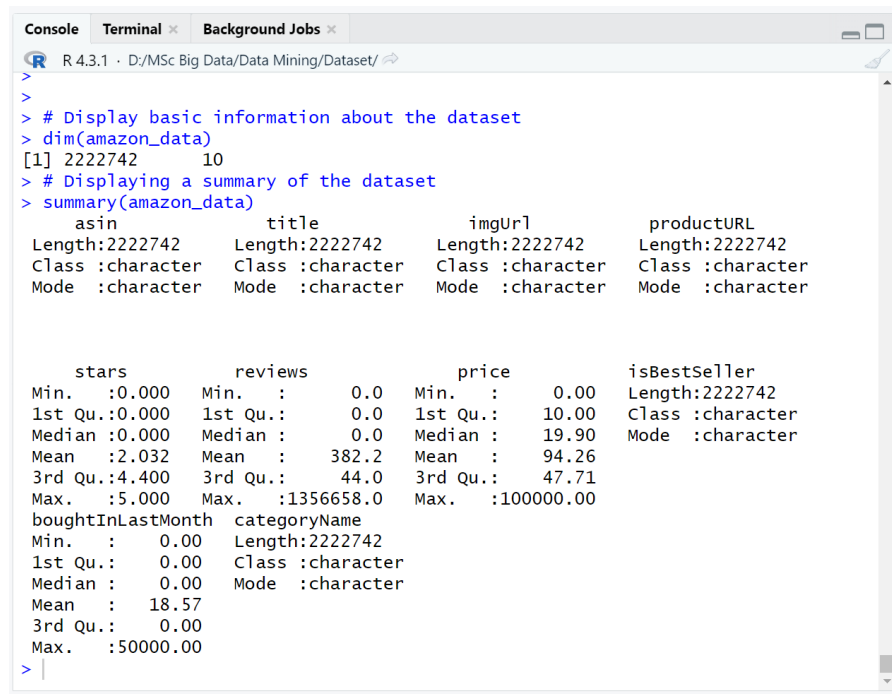 Console Terminal × Background Jobs ×
R R 4.3.1 · D:/MSc Big Data/Data Mining/Dataset/
>
>
> # Display basic information about the dataset
> dim(amazon_data)
[1] 2222742      10
> # Displaying a summary of the dataset
> summary(amazon_data)
     asin              title              imgUrl            productURL
 Length:2222742     Length:2222742     Length:2222742     Length:2222742
 Class :character   Class :character   Class :character   Class :character
 Mode  :character   Mode  :character   Mode  :character   Mode  :character
     stars          reviews              price            isBestSeller
 Min.   :0.000   Min.   :      0.0   Min.   :     0.00   Length:2222742
 1st Qu.:0.000   1st Qu.:      0.0   1st Qu.:    10.00   Class :character
 Median :0.000   Median :      0.0   Median :    19.90   Mode  :character
 Mean   :2.032   Mean   :    382.2   Mean   :    94.26
 3rd Qu.:4.400   3rd Qu.:     44.0   3rd Qu.:    47.71
 Max.   :5.000   Max.   :1356658.0   Max.   :100000.00
 boughtInLastMonth  categoryName
 Min.   :    0.00   Length:2222742
 1st Qu.:    0.00   Class :character
 Median :    0.00   Mode  :character
 Mean   :   18.57
 3rd Qu.:    0.00
 Max.   :50000.00
>